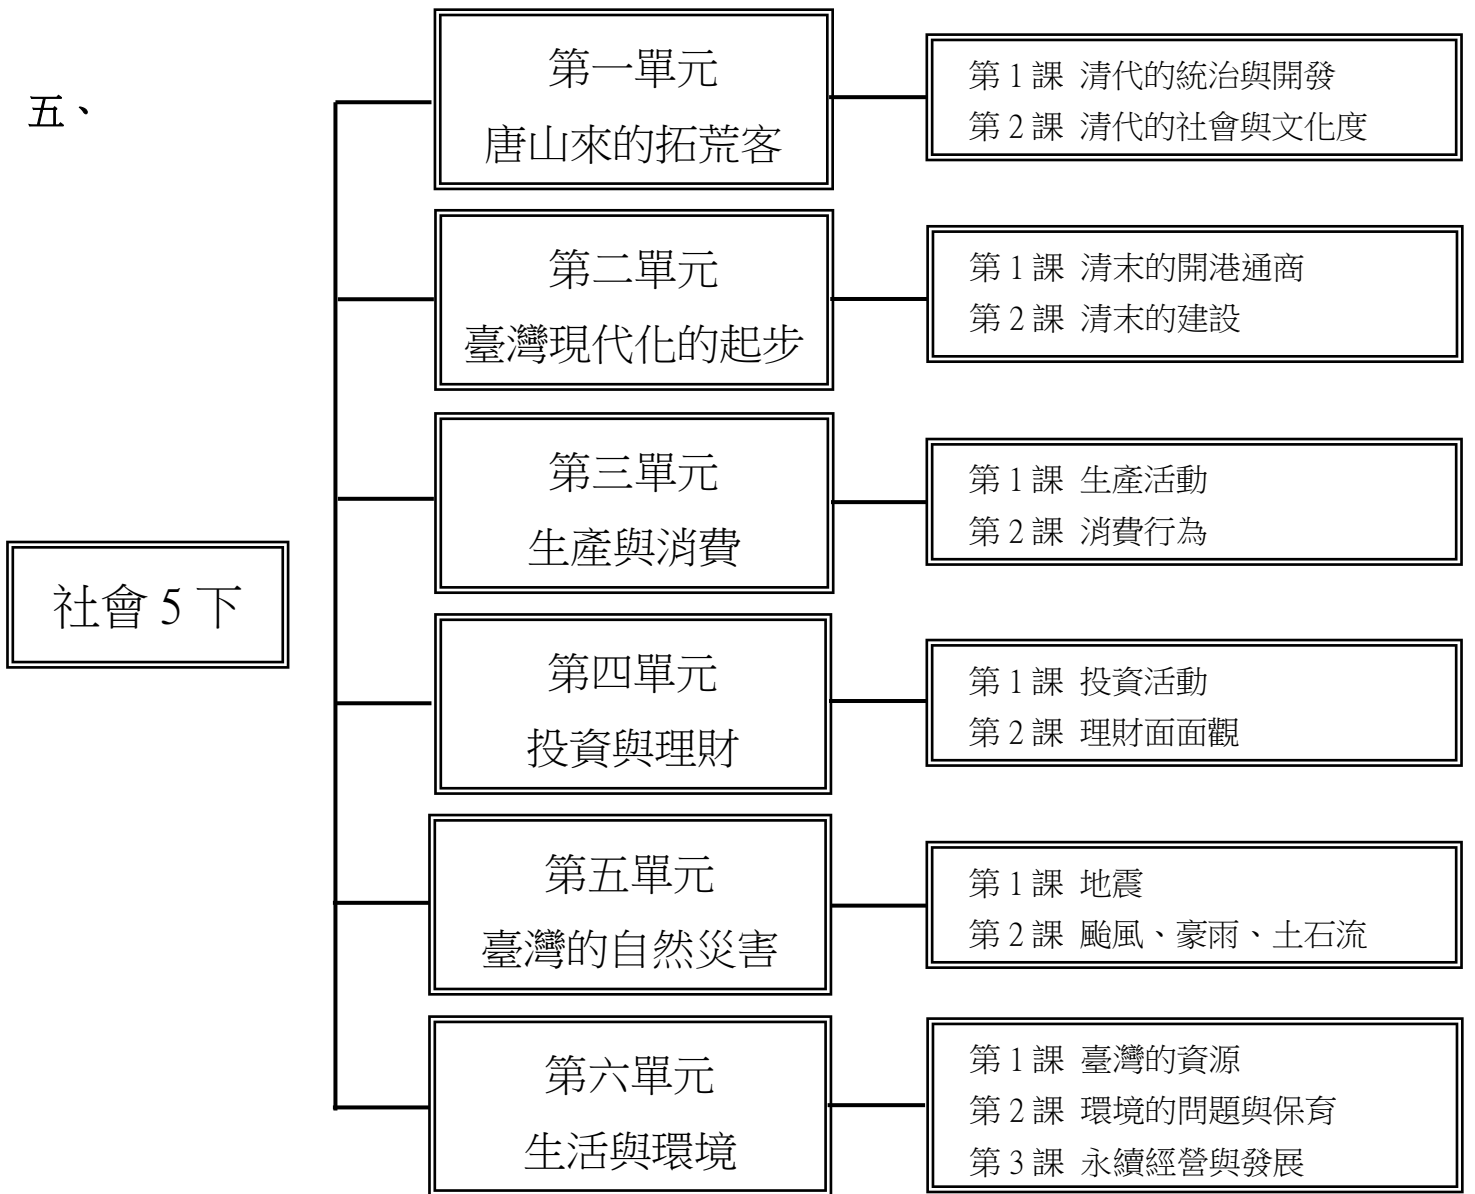 五、
社會 5 下
第一單元
唐山來的拓荒客
第 1 課 清代的統治與開發
第 2 課 清代的社會與文化度
第二單元
臺灣現代化的起步
第 1 課 清末的開港通商
第 2 課 清末的建設
第三單元
生產與消費
第 1 課 生產活動
第 2 課 消費行為
第四單元
投資與理財
第 1 課 投資活動
第 2 課 理財面面觀
第五單元
臺灣的自然災害
第 1 課 地震
第 2 課 颱風、豪雨、土石流
第六單元
生活與環境
第 1 課 臺灣的資源
第 2 課 環境的問題與保育
第 3 課 永續經營與發展